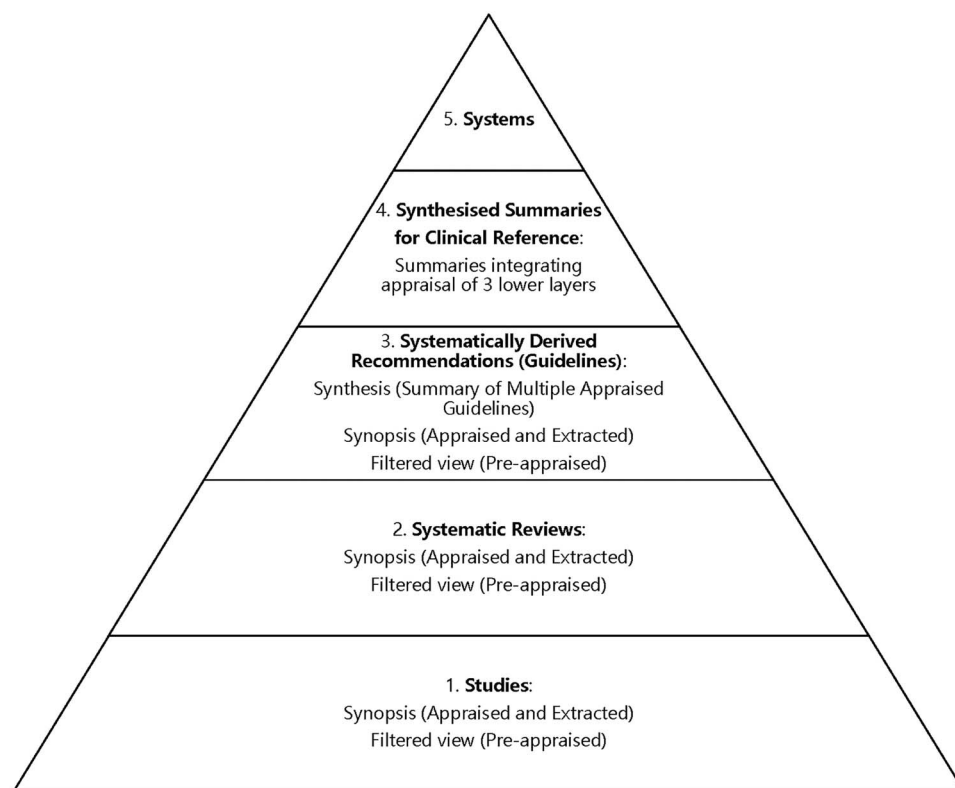 5. Systems
4. Synthesised Summaries
for Clinical Reference:
Summaries integrating
appraisal of 3 lower layers
3. Systematically Derived
Recommendations (Guidelines):
Synthesis (Summary of Multiple Appraised
Guidelines)
Synopsis (Appraised and Extracted)
Filtered view (Pre-appraised)
2. Systematic Reviews:
Synopsis (Appraised and Extracted)
Filtered view (Pre-appraised)
1. Studies:
Synopsis (Appraised and Extracted)
Filtered view (Pre-appraised)